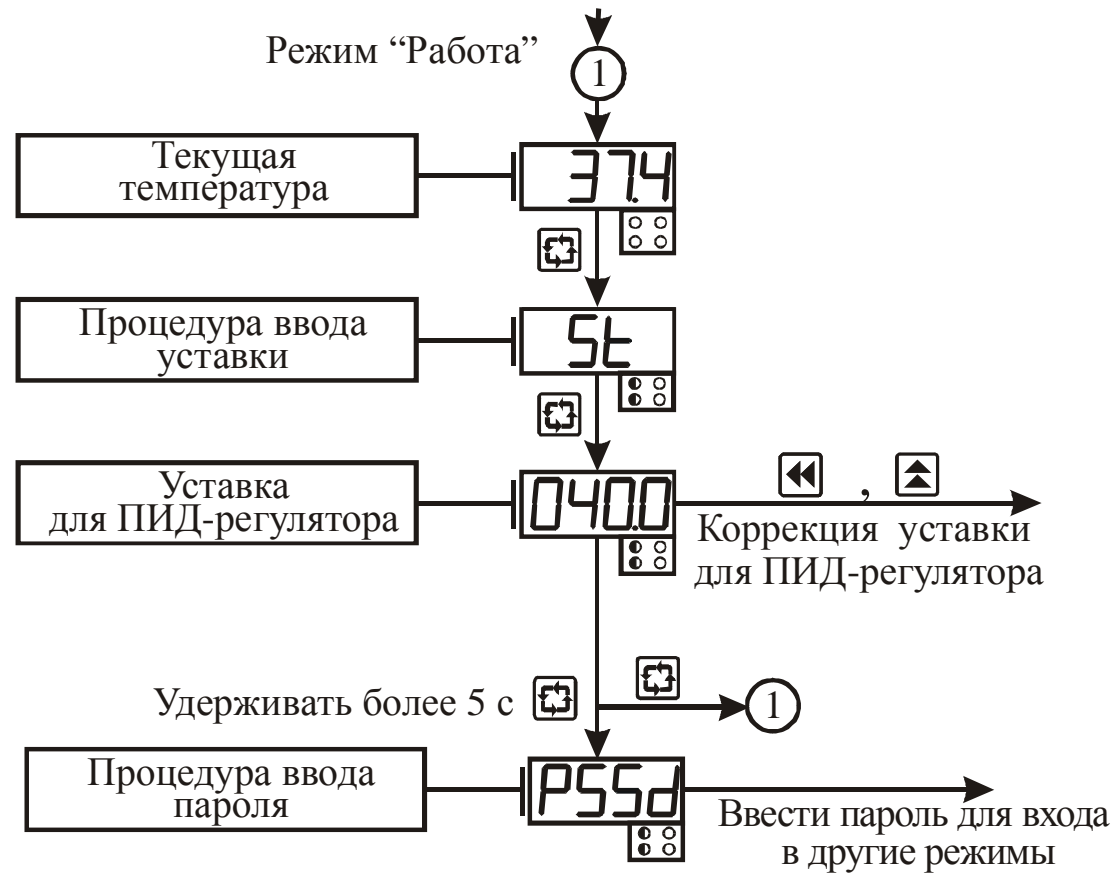 Режим “Работа”
1
Текущая
температура
37.4
Процедура ввода
уставки
St
Уставка
для ПИД-регулятора
040.0
,
Коррекция уставки
для ПИД-регулятора
Удерживать более 5 с
1
Процедура ввода
пароля
PSSd
Ввести пароль для входа
в другие режимы